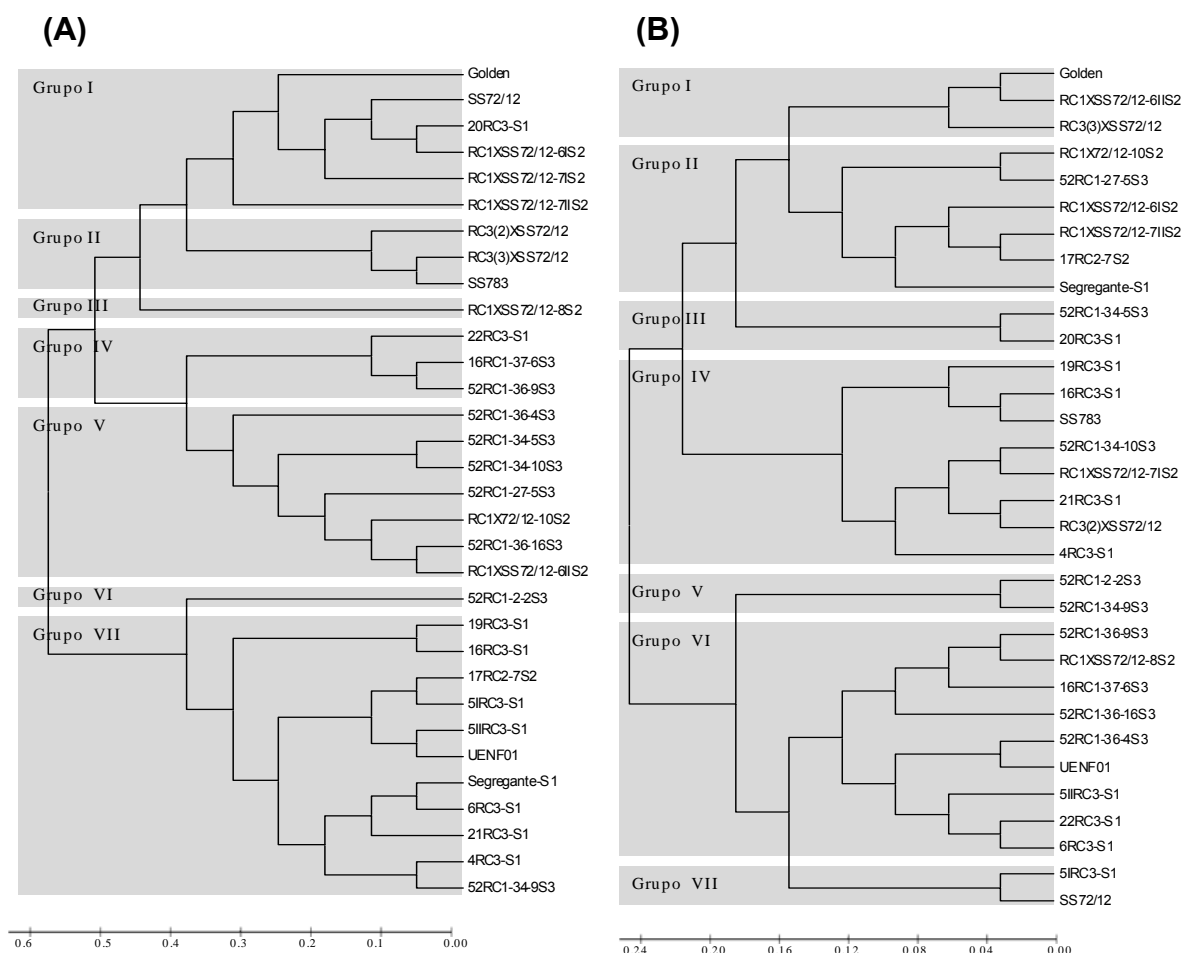 (A)
Grupo I
Golden
SS72/12
20RC3-S1
RC1XSS72/12-6IS2
RC1XSS72/12-7IS2
RC1XSS72/12-7IIS2
Grupo II
RC3(2)XSS72/12
RC3(3)XSS72/12
SS783
Grupo III
RC1XSS72/12-8S2
Grupo IV
22RC3-S1
16RC1-37-6S3
52RC1-36-9S3
Grupo V
52RC1-36-4S3
52RC1-34-5S3
52RC1-34-10S3
52RC1-27-5S3
RC1X72/12-10S2
52RC1-36-16S3
RC1XSS72/12-6IIS2
Grupo VI
52RC1-2-2S3
Grupo VII
19RC3-S1
16RC3-S1
17RC2-7S2
5IRC3-S1
5IIRC3-S1
UENF01
Segregante-S1
6RC3-S1
21RC3-S1
4RC3-S1
52RC1-34-9S3
0.6 0.5 0.4 0.3 0.2 0.1 0.00
(B)
Grupo I
Golden
RC1XSS72/12-6IIS2
RC3(3)XSS72/12
Grupo II
RC1X72/12-10S2
52RC1-27-5S3
RC1XSS72/12-6IS2
RC1XSS72/12-7IIS2
17RC2-7S2
Segregante-S1
Grupo III
52RC1-34-5S3
20RC3-S1
Grupo IV
19RC3-S1
16RC3-S1
SS783
52RC1-34-10S3
RC1XSS72/12-7IS2
21RC3-S1
RC3(2)XSS72/12
4RC3-S1
Grupo V
52RC1-2-2S3
52RC1-34-9S3
Grupo VI
52RC1-36-9S3
RC1XSS72/12-8S2
16RC1-37-6S3
52RC1-36-16S3
52RC1-36-4S3
UENF01
5IIRC3-S1
22RC3-S1
6RC3-S1
Grupo VII
5IRC3-S1
SS72/12
0.24 0.20 0.16 0.12 0.08 0.04 0.00